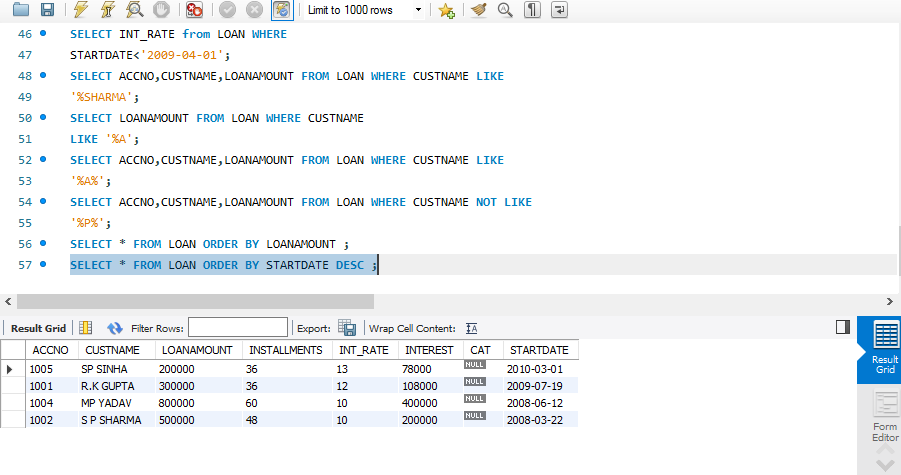 Limit to 1000 rows
46 SELECT INT_RATE from LOAN WHERE
47 STARTDATE<'2009-04-01';
48 SELECT ACCNO,CUSTNAME,LOANAMOUNT FROM LOAN WHERE CUSTNAME LIKE
49 '%SHARMA';
50 SELECT LOANAMOUNT FROM LOAN WHERE CUSTNAME
51 LIKE '%A';
52 SELECT ACCNO,CUSTNAME,LOANAMOUNT FROM LOAN WHERE CUSTNAME LIKE
53 '%A%';
54 SELECT ACCNO,CUSTNAME,LOANAMOUNT FROM LOAN WHERE CUSTNAME NOT LIKE
55 '%P%';
56 SELECT * FROM LOAN ORDER BY LOANAMOUNT ;
57 SELECT * FROM LOAN ORDER BY STARTDATE DESC ;
Result Grid Filter Rows: Export: Wrap Cell Content: IA
ACCNO CUSTNAME LOANAMOUNT INSTALLMENTS INT_RATE INTEREST CAT STARTDATE
1005 SP SINHA 200000 36 13 78000 NULL 2010-03-01
1001 R.K GUPTA 300000 36 12 108000 NULL 2009-07-19
1004 MP YADAV 800000 60 10 400000 NULL 2008-06-12
1002 S P SHARMA 500000 48 10 200000 NULL 2008-03-22
Result
Grid
Form
Editor